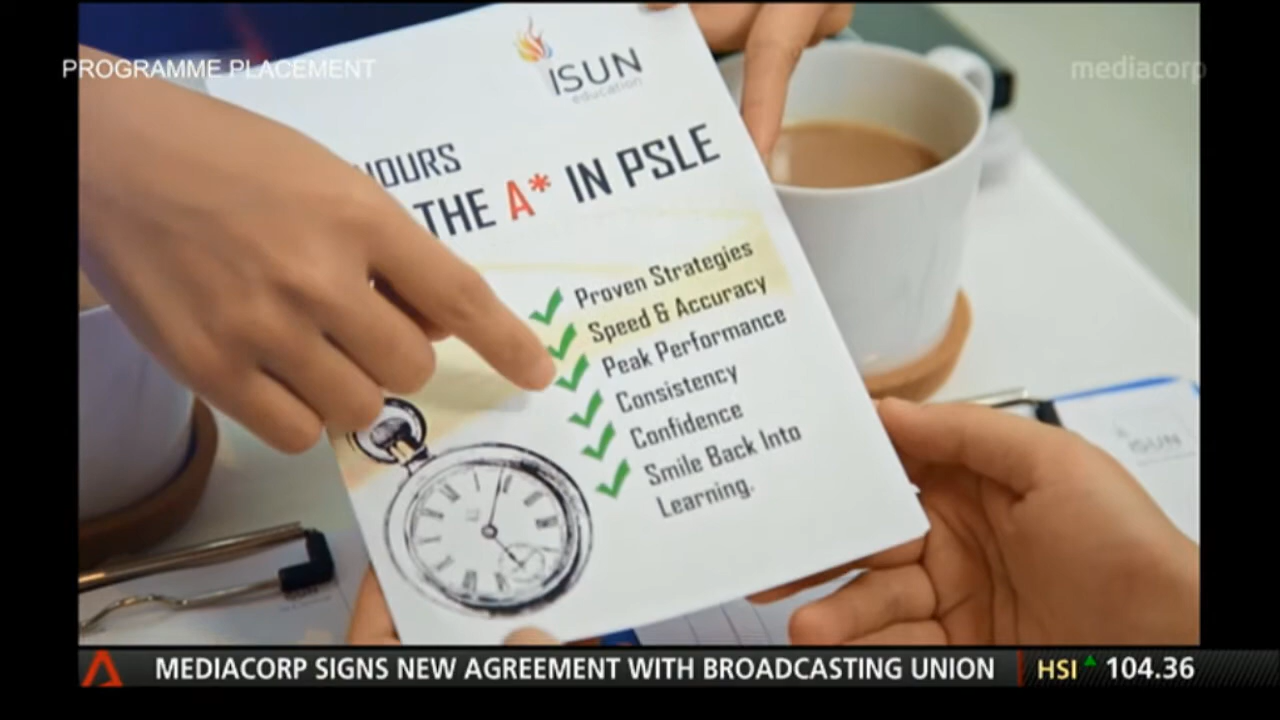 PROGRAMME PLACEMENT
mediacorp
ISUN
education
HOURS
THE A* IN PSLE
Proven Strategies
Speed & Accuracy
Peak Performance
Consistency
Confidence
Smile Back Into
Learning.
ISUN
MEDIACORP SIGNS NEW AGREEMENT WITH BROADCASTING UNION
HSI 104.36